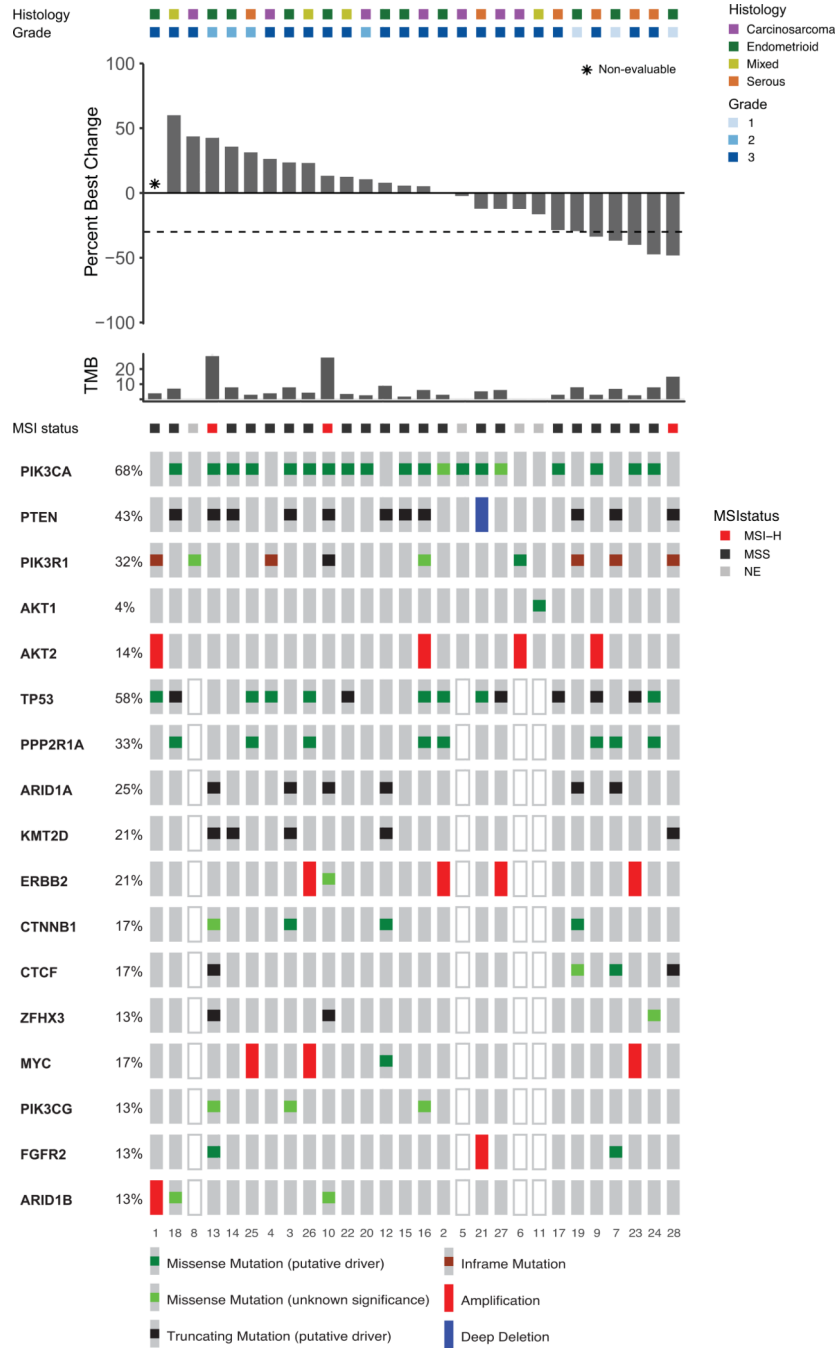 Histology
Grade
Histology
Carcinosarcoma
Endometrioid
Mixed
Serous
Grade
1
2
3
100
50
0
−50
−100
Percent Best Change
✱ Non-evaluable
✱
20
10
TMB
MSI status
PIK3CA 68%
PTEN 43%
PIK3R1 32%
AKT1 4%
AKT2 14%
TP53 58%
PPP2R1A 33%
ARID1A 25%
KMT2D 21%
ERBB2 21%
CTNNB1 17%
CTCF 17%
ZFHX3 13%
MYC 17%
PIK3CG 13%
FGFR2 13%
ARID1B 13%
MSIstatus
MSI−H
MSS
NE
1 18 8 13 14 25 4 3 26 10 22 20 12 15 16 2 5 21 27 6 11 17 19 9 7 23 24 28
Missense Mutation (putative driver)
Inframe Mutation
Missense Mutation (unknown significance)
Amplification
Truncating Mutation (putative driver)
Deep Deletion